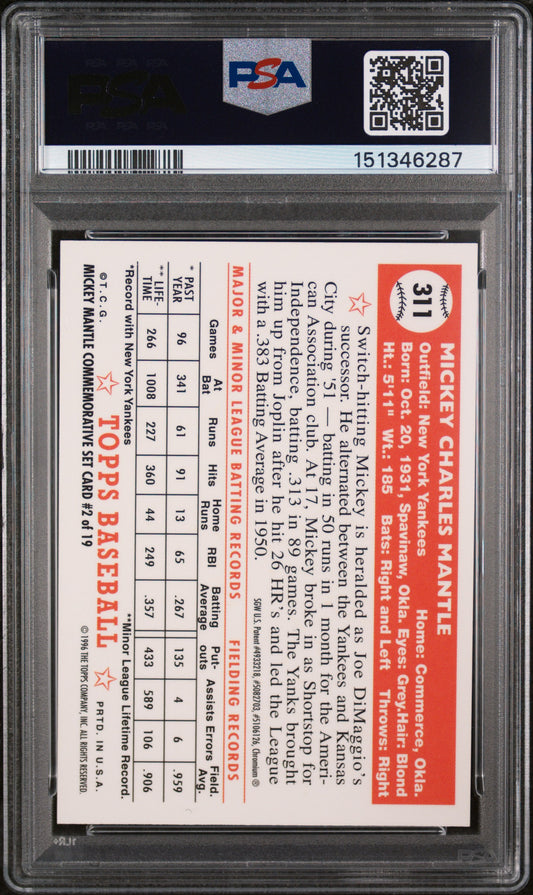 PSA
PSA
151346287
311
MICKEY CHARLES MANTLE
Outfield: New York Yankees Home: Commerce, Okla.
Born: Oct. 20, 1931, Spavinaw, Okla. Eyes: Grey. Hair: Blond
Ht.: 5'11" Wt.: 185 Bats: Right and Left Throws: Right
Switch-hitting Mickey is heralded as Joe DiMaggio's
successor. He alternated between the Yankees and Kansas
City during '51 — batting in 50 runs in 1 month for the Ameri-
can Association club. At 17, Mickey broke in as Shortstop for
Independence, batting .313 in 89 games. The Yanks brought
him up from Joplin after he hit 26 HR's and led the League
with a .383 Batting Average in 1950.
SGW U.S. Patent #4933218, #5082703, #5106126, Chromium®
MAJOR & MINOR LEAGUE BATTING RECORDS FIELDING RECORDS
Games At Bat Runs Hits Home Runs RBI Batting Average Put-outs Assists Errors Field. Avg.
* PAST YEAR 96 341 61 91 13 65 .267 135 4 6 .959
** LIFE-TIME 266 1008 227 360 44 249 .357 433 589 106 .906
*Record with New York Yankees **Minor League Lifetime Record.
©T.C.G. TOPPS BASEBALL PRTD. IN U.S.A.
MICKEY MANTLE COMMEMORATIVE SET CARD #2 of 19 ©1996 THE TOPPS COMPANY, INC. ALL RIGHTS RESERVED.